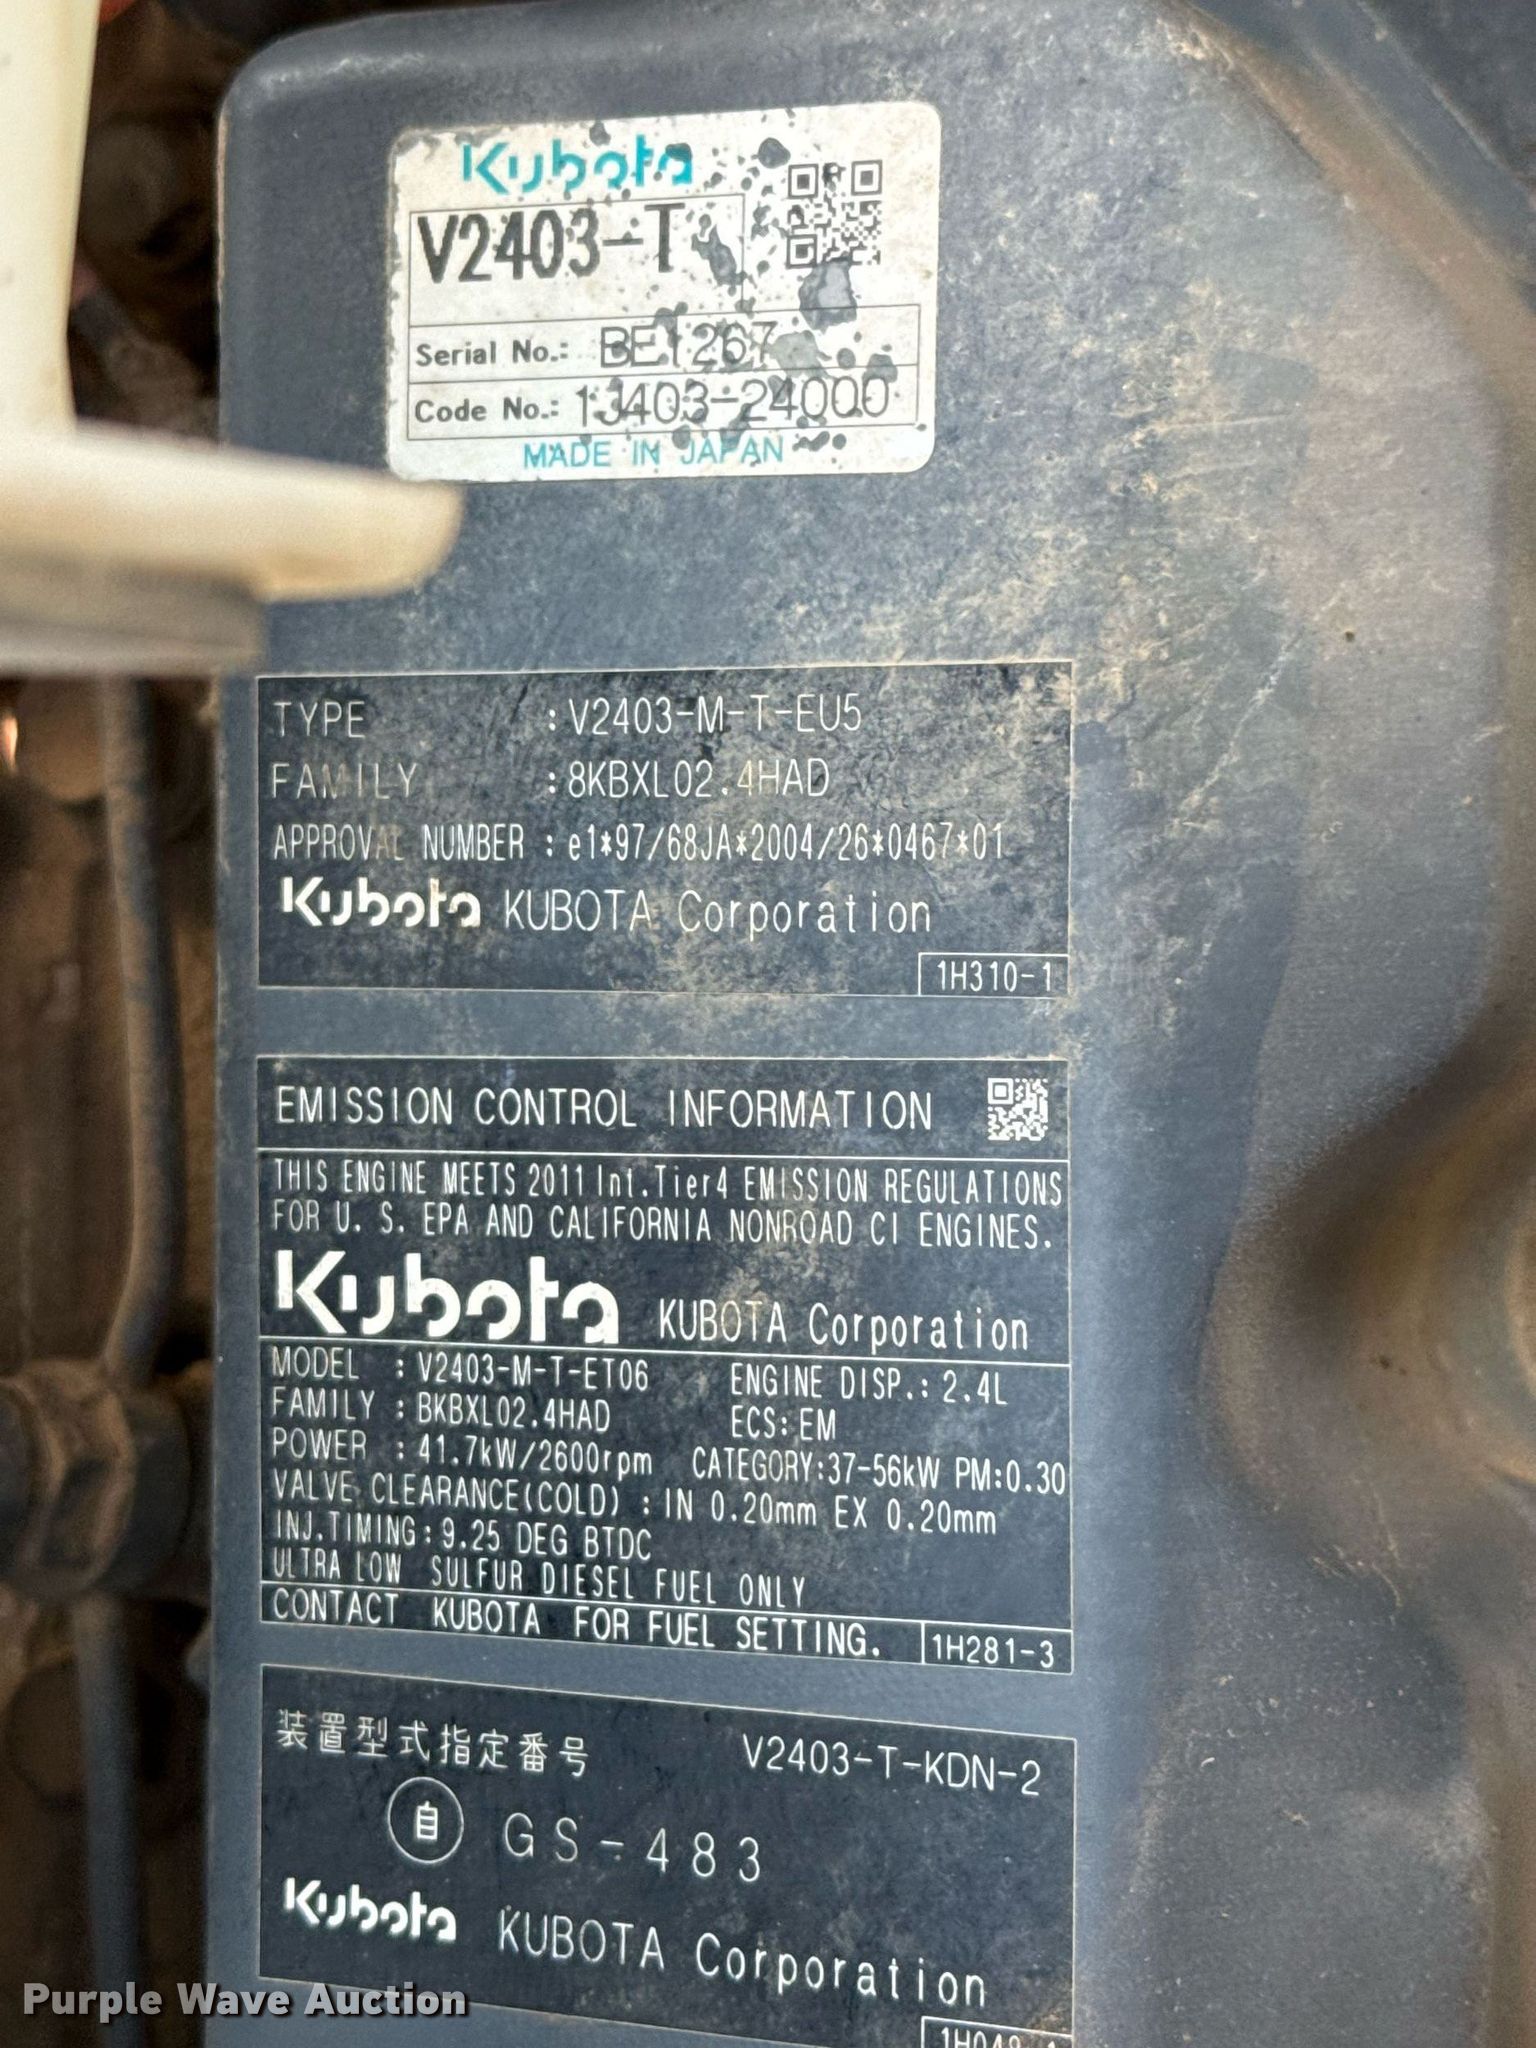 Kubota
V2403-T
Serial No.: BE1267
Code No.: 1J403-24000
MADE IN JAPAN
TYPE : V2403-M-T-EU5
FAMILY : 8KBXL02.4HAD
APPROVAL NUMBER : e1*97/68JA*2004/26*0467*01
Kubota KUBOTA Corporation
1H310-1
EMISSION CONTROL INFORMATION
THIS ENGINE MEETS 2011 Int.Tier4 EMISSION REGULATIONS
FOR U. S. EPA AND CALIFORNIA NONROAD CI ENGINES.
Kubota KUBOTA Corporation
MODEL : V2403-M-T-ET06 ENGINE DISP.: 2.4L
FAMILY : BKBXL02.4HAD ECS: EM
POWER : 41.7kW/2600rpm CATEGORY:37-56kW PM:0.30
VALVE CLEARANCE(COLD) : IN 0.20mm EX 0.20mm
INJ.TIMING: 9.25 DEG BTDC
ULTRA LOW SULFUR DIESEL FUEL ONLY
CONTACT KUBOTA FOR FUEL SETTING. 1H281-3
装置型式指定番号 V2403-T-KDN-2
自 GS-483
Kubota KUBOTA Corporation
Purple Wave Auction